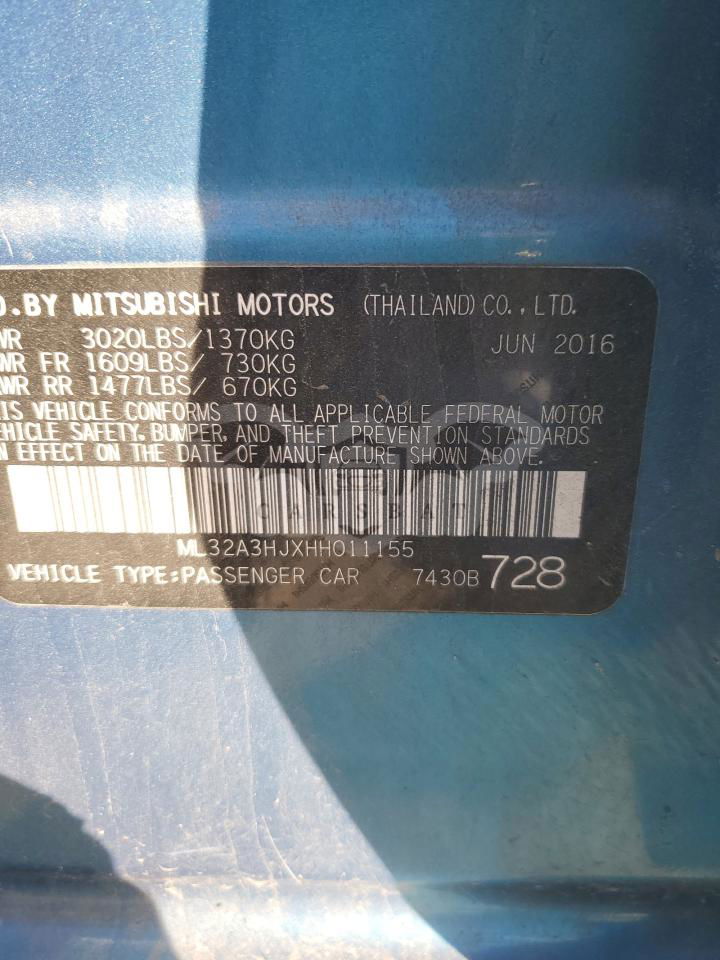 D.BY MITSUBISHI MOTORS (THAILAND) CO., LTD.
WR 3020LBS/1370KG JUN 2016
WR FR 1609LBS/ 730KG
WR RR 1477LBS/ 670KG
IS VEHICLE CONFORMS TO ALL APPLICABLE FEDERAL MOTOR
EHICLE SAFETY, BUMPER, AND THEFT PREVENTION STANDARDS
N EFFECT ON THE DATE OF MANUFACTURE SHOWN ABOVE.
CARSBAT
ML32A3HJXHH011155
VEHICLE TYPE:PASSENGER CAR 7430B 728